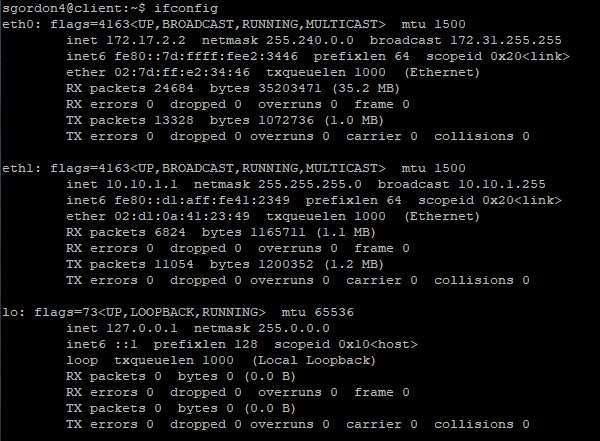 sgordon4@client:~$ ifconfig
eth0: flags=4163<UP,BROADCAST,RUNNING,MULTICAST>  mtu 1500
        inet 172.17.2.2  netmask 255.240.0.0  broadcast 172.31.255.255
        inet6 fe80::7d:ffff:fee2:3446  prefixlen 64  scopeid 0x20<link>
        ether 02:7d:ff:e2:34:46  txqueuelen 1000  (Ethernet)
        RX packets 24684  bytes 35203471 (35.2 MB)
        RX errors 0  dropped 0  overruns 0  frame 0
        TX packets 13328  bytes 1072736 (1.0 MB)
        TX errors 0  dropped 0 overruns 0  carrier 0  collisions 0

eth1: flags=4163<UP,BROADCAST,RUNNING,MULTICAST>  mtu 1500
        inet 10.10.1.1  netmask 255.255.255.0  broadcast 10.10.1.255
        inet6 fe80::d1:aff:fe41:2349  prefixlen 64  scopeid 0x20<link>
        ether 02:d1:0a:41:23:49  txqueuelen 1000  (Ethernet)
        RX packets 6824  bytes 1165711 (1.1 MB)
        RX errors 0  dropped 0  overruns 0  frame 0
        TX packets 11054  bytes 1200352 (1.2 MB)
        TX errors 0  dropped 0 overruns 0  carrier 0  collisions 0

lo: flags=73<UP,LOOPBACK,RUNNING>  mtu 65536
        inet 127.0.0.1  netmask 255.0.0.0
        inet6 ::1  prefixlen 128  scopeid 0x10<host>
        loop  txqueuelen 1000  (Local Loopback)
        RX packets 0  bytes 0 (0.0 B)
        RX errors 0  dropped 0  overruns 0  frame 0
        TX packets 0  bytes 0 (0.0 B)
        TX errors 0  dropped 0 overruns 0  carrier 0  collisions 0